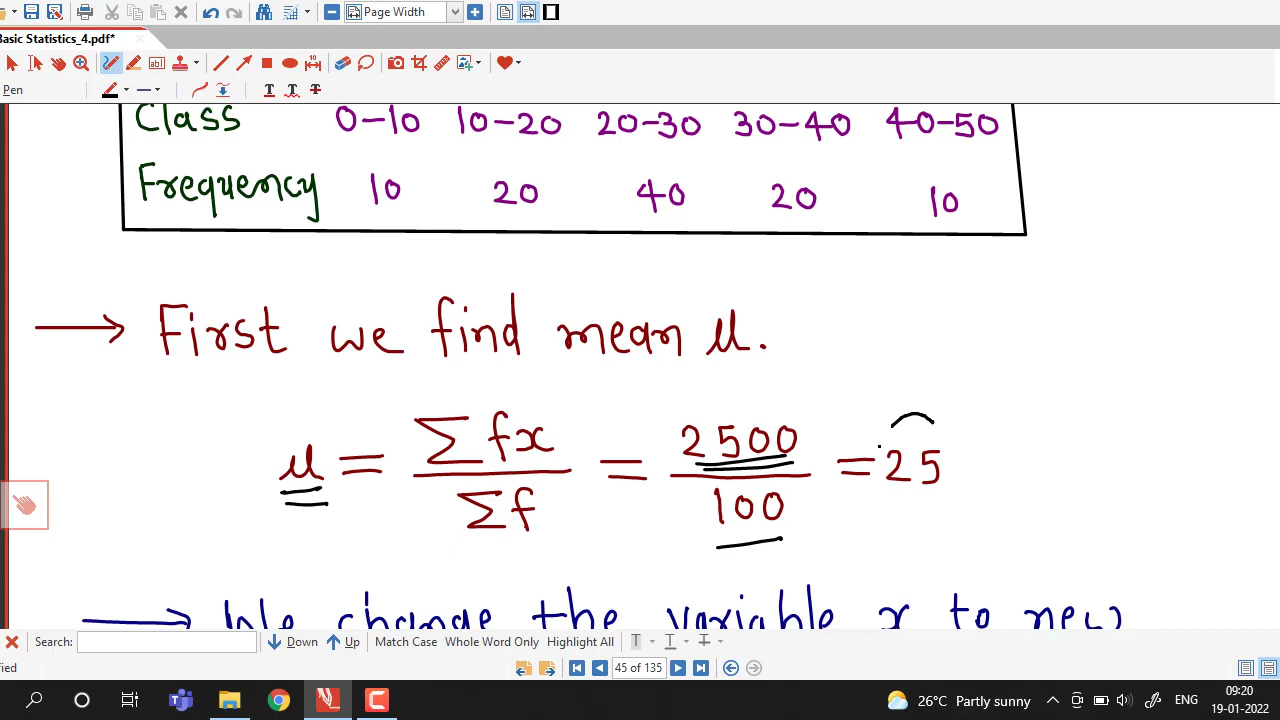 Page Width
Basic Statistics_4.pdf*
Pen
Class 0-10 10-20 20-30 30-40 40-50
Frequency 10 20 40 20 10
→ First we find mean μ.
μ = Σfx / Σf = 2500 / 100 = 25
→ We change the variable x to new
Search: Down Up Match Case Whole Word Only Highlight All T T T
fied 45 of 135
26°C Partly sunny ENG 09:20
19-01-2022